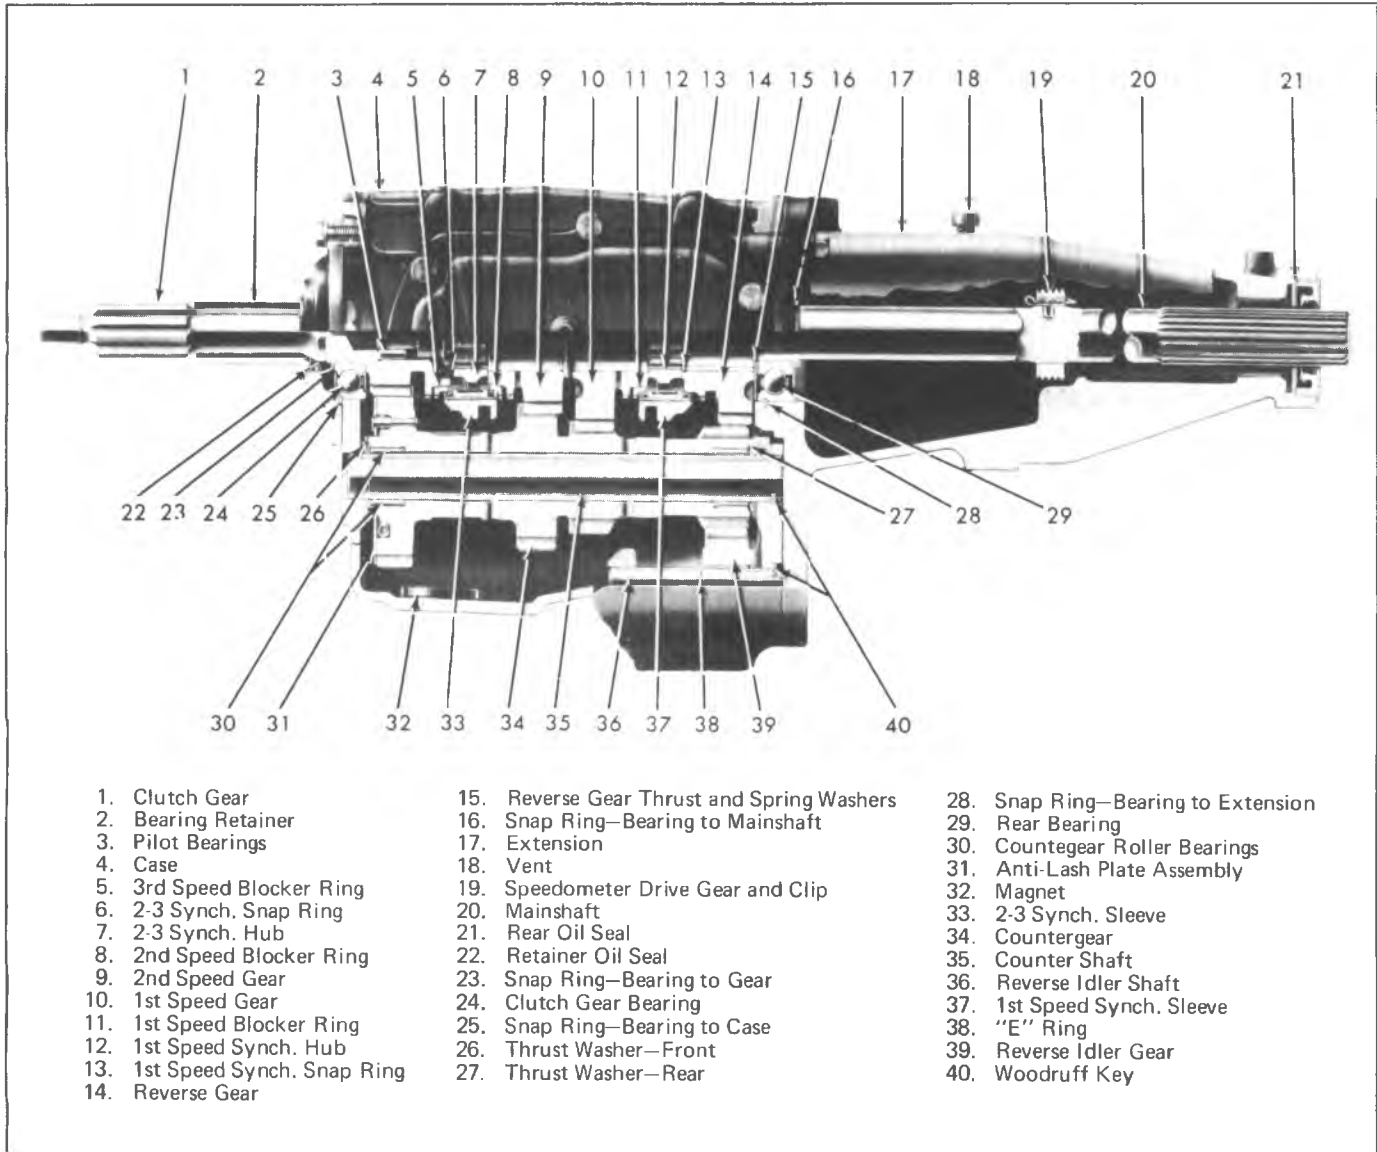 1 2 3 4 5 6 7 8 9 10 11 12 13 14 15 16 17 18 19 20 21
22 23 24 25 26 27 28 29
30 31 32 33 34 35 36 37 38 39 40
1. Clutch Gear
2. Bearing Retainer
3. Pilot Bearings
4. Case
5. 3rd Speed Blocker Ring
6. 2-3 Synch. Snap Ring
7. 2-3 Synch. Hub
8. 2nd Speed Blocker Ring
9. 2nd Speed Gear
10. 1st Speed Gear
11. 1st Speed Blocker Ring
12. 1st Speed Synch. Hub
13. 1st Speed Synch. Snap Ring
14. Reverse Gear
15. Reverse Gear Thrust and Spring Washers
16. Snap Ring—Bearing to Mainshaft
17. Extension
18. Vent
19. Speedometer Drive Gear and Clip
20. Mainshaft
21. Rear Oil Seal
22. Retainer Oil Seal
23. Snap Ring—Bearing to Gear
24. Clutch Gear Bearing
25. Snap Ring—Bearing to Case
26. Thrust Washer—Front
27. Thrust Washer—Rear
28. Snap Ring—Bearing to Extension
29. Rear Bearing
30. Countegear Roller Bearings
31. Anti-Lash Plate Assembly
32. Magnet
33. 2-3 Synch. Sleeve
34. Countergear
35. Counter Shaft
36. Reverse Idler Shaft
37. 1st Speed Synch. Sleeve
38. "E" Ring
39. Reverse Idler Gear
40. Woodruff Key